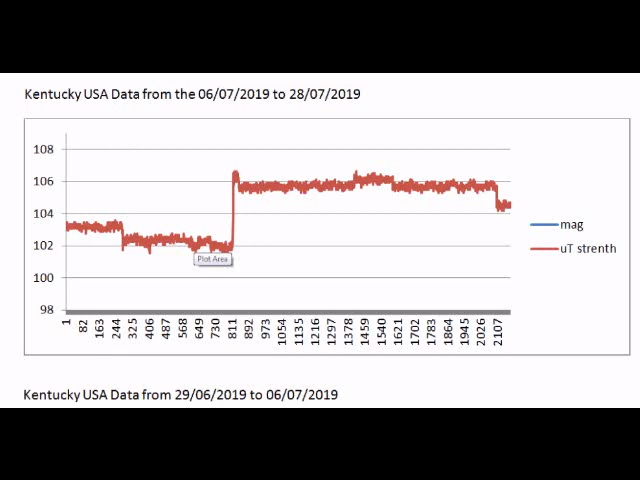 Kentucky USA Data from the 06/07/2019 to 28/07/2019
108
106
104
102
100
98
Plot Area
mag
uT strenth
1 82 163 244 325 406 487 568 649 730 811 892 973 1054 1135 1216 1297 1378 1459 1540 1621 1702 1783 1864 1945 2026 2107
Kentucky USA Data from 29/06/2019 to 06/07/2019